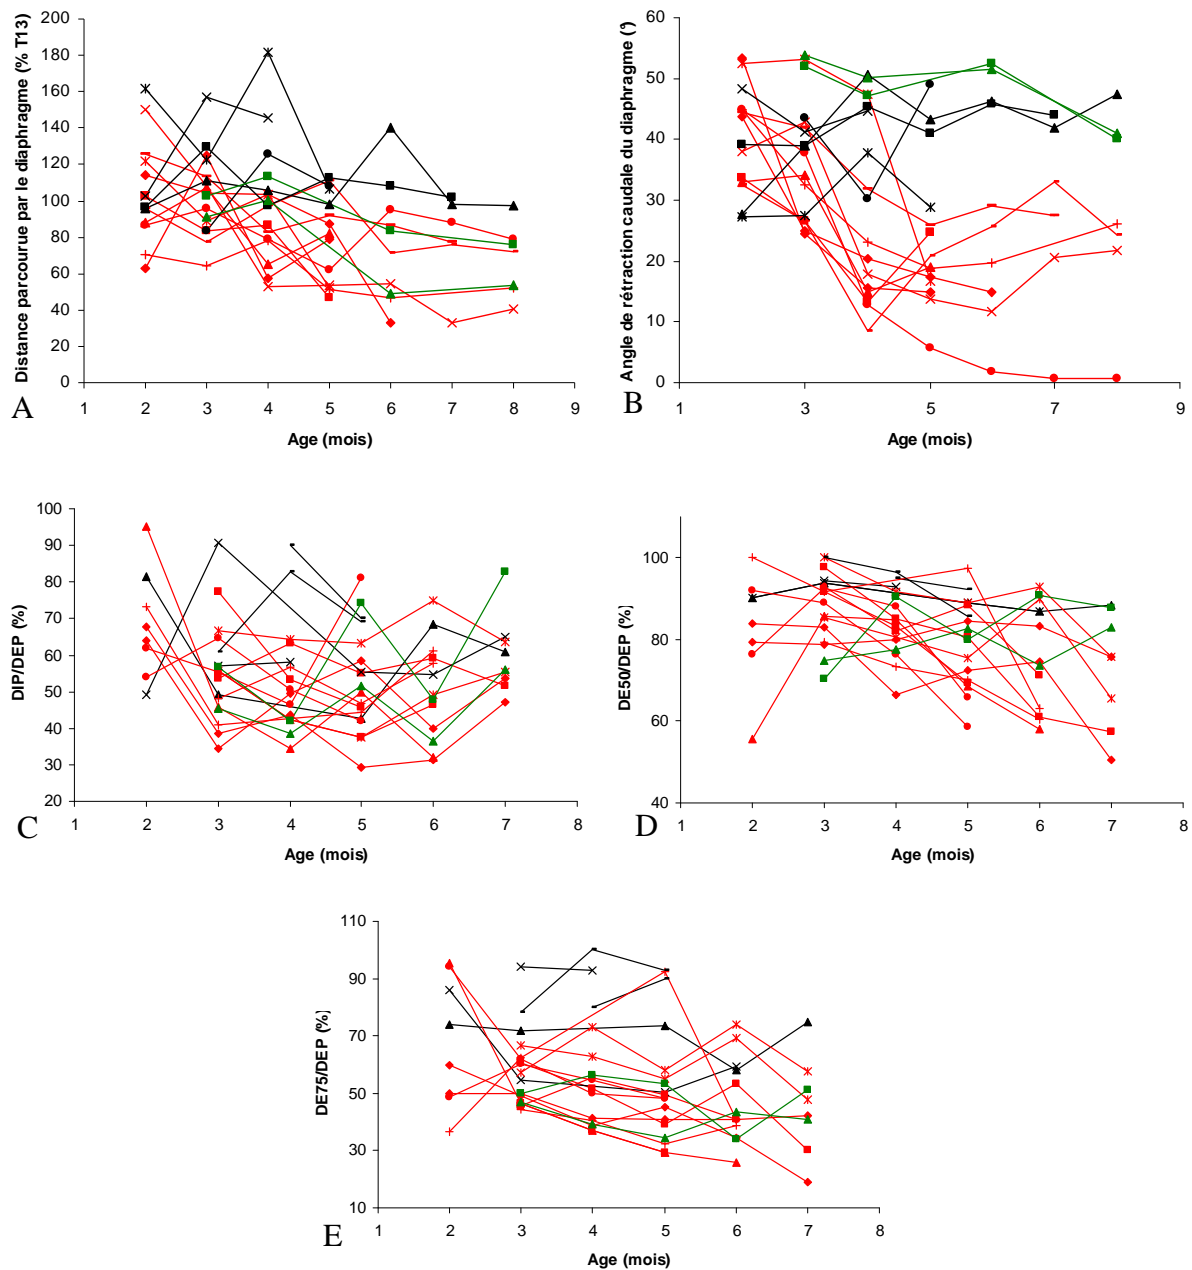 Distance parcourue par le diaphragme (% T13)
200
180
160
140
120
100
80
60
40
20
0
1 2 3 4 5 6 7 8 9
Age (mois)
A
Angle de rétraction caudale du diaphragme (°)
60
50
40
30
20
10
0
1 3 5 7 9
Age (mois)
B
DIP/DEP (%)
100
90
80
70
60
50
40
30
20
1 2 3 4 5 6 7 8
Age (mois)
C
DE50/DEP (%)
100
80
60
40
1 2 3 4 5 6 7 8
Age (mois)
D
DE75/DEP (%)
110
90
70
50
30
10
1 2 3 4 5 6 7 8
Age (mois)
E